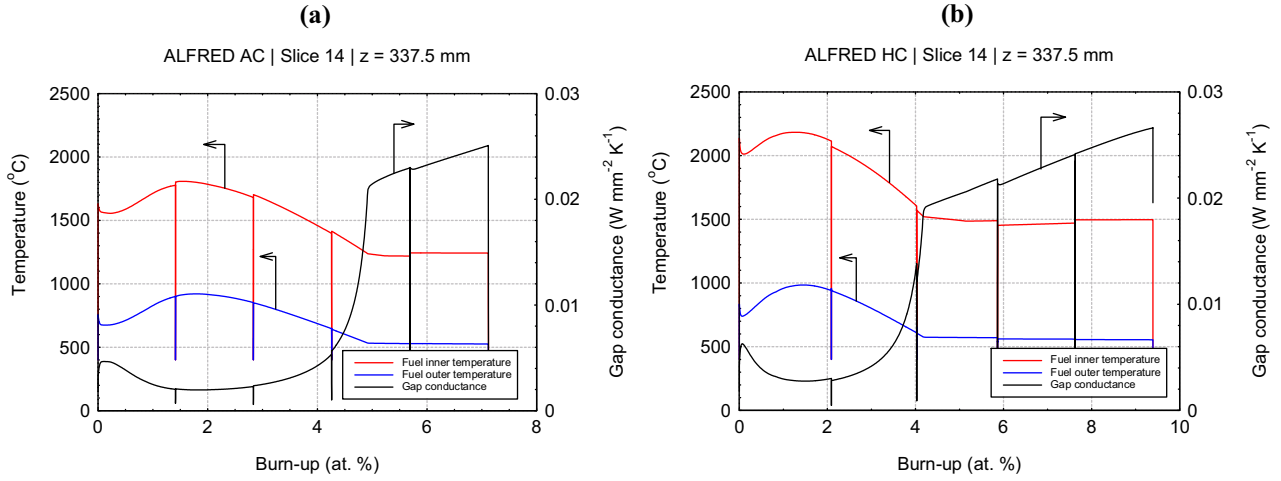 (a)
ALFRED AC | Slice 14 | z = 337.5 mm
2500
2000
1500
1000
500
0
Temperature (°C)
0.03
0.02
0.01
0
Gap conductance (W mm⁻² K⁻¹)
Fuel inner temperature
Fuel outer temperature
Gap conductance
0 2 4 6 8
Burn-up (at. %)
(b)
ALFRED HC | Slice 14 | z = 337.5 mm
2500
2000
1500
1000
500
0
Temperature (°C)
0.03
0.02
0.01
0
Gap conductance (W mm⁻² K⁻¹)
Fuel inner temperature
Fuel outer temperature
Gap conductance
0 2 4 6 8 10
Burn-up (at. %)